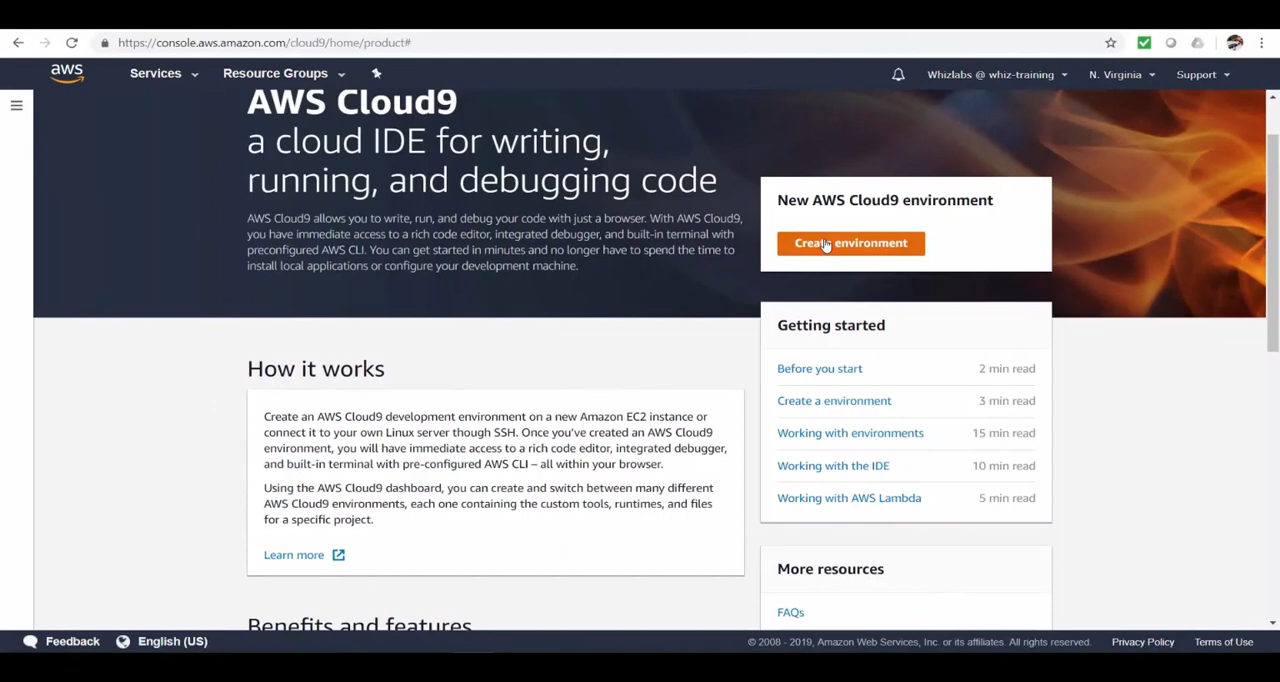 https://console.aws.amazon.com/cloud9/home/product#
aws
Services
Resource Groups
Whizlabs @ whiz-training
N. Virginia
Support
AWS Cloud9
a cloud IDE for writing,
running, and debugging code
AWS Cloud9 allows you to write, run, and debug your code with just a browser. With AWS Cloud9,
you have immediate access to a rich code editor, integrated debugger, and built-in terminal with
preconfigured AWS CLI. You can get started in minutes and no longer have to spend the time to
install local applications or configure your development machine.
New AWS Cloud9 environment
Create environment
Getting started
Before you start 2 min read
Create a environment 3 min read
Working with environments 15 min read
Working with the IDE 10 min read
Working with AWS Lambda 5 min read
How it works
Create an AWS Cloud9 development environment on a new Amazon EC2 instance or
connect it to your own Linux server though SSH. Once you've created an AWS Cloud9
environment, you will have immediate access to a rich code editor, integrated debugger,
and built-in terminal with pre-configured AWS CLI – all within your browser.
Using the AWS Cloud9 dashboard, you can create and switch between many different
AWS Cloud9 environments, each one containing the custom tools, runtimes, and files
for a specific project.
Learn more
More resources
FAQs
Benefits and features
Feedback
English (US)
© 2008 - 2019, Amazon Web Services, Inc. or its affiliates. All rights reserved.
Privacy Policy
Terms of Use